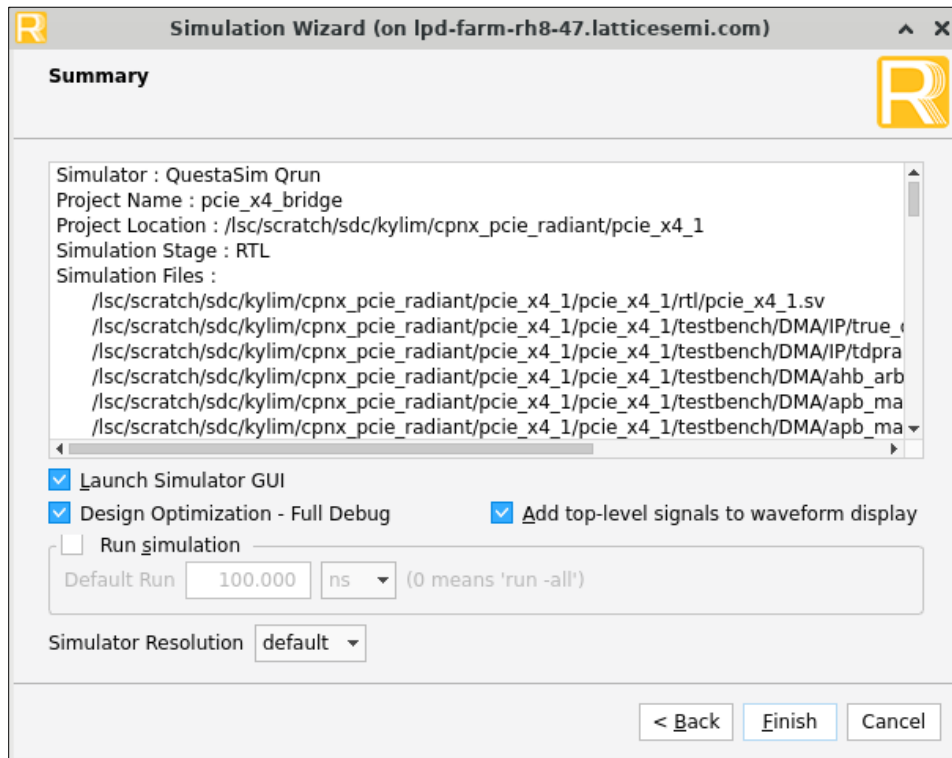 Simulation Wizard (on lpd-farm-rh8-47.latticesemi.com)
Summary
Simulator : QuestaSim Qrun
Project Name : pcie_x4_bridge
Project Location : /lsc/scratch/sdc/kylim/cpnx_pcie_radiant/pcie_x4_1
Simulation Stage : RTL
Simulation Files :
/lsc/scratch/sdc/kylim/cpnx_pcie_radiant/pcie_x4_1/pcie_x4_1/rtl/pcie_x4_1.sv
/lsc/scratch/sdc/kylim/cpnx_pcie_radiant/pcie_x4_1/pcie_x4_1/testbench/DMA/IP/true_
/lsc/scratch/sdc/kylim/cpnx_pcie_radiant/pcie_x4_1/pcie_x4_1/testbench/DMA/IP/tdpra
/lsc/scratch/sdc/kylim/cpnx_pcie_radiant/pcie_x4_1/pcie_x4_1/testbench/DMA/ahb_arb
/lsc/scratch/sdc/kylim/cpnx_pcie_radiant/pcie_x4_1/pcie_x4_1/testbench/DMA/apb_ma
/lsc/scratch/sdc/kylim/cpnx_pcie_radiant/pcie_x4_1/pcie_x4_1/testbench/DMA/apb_ma
Launch Simulator GUI
Design Optimization - Full Debug Add top-level signals to waveform display
Run simulation
Default Run 100.000 ns (0 means 'run -all')
Simulator Resolution default
< Back Finish Cancel